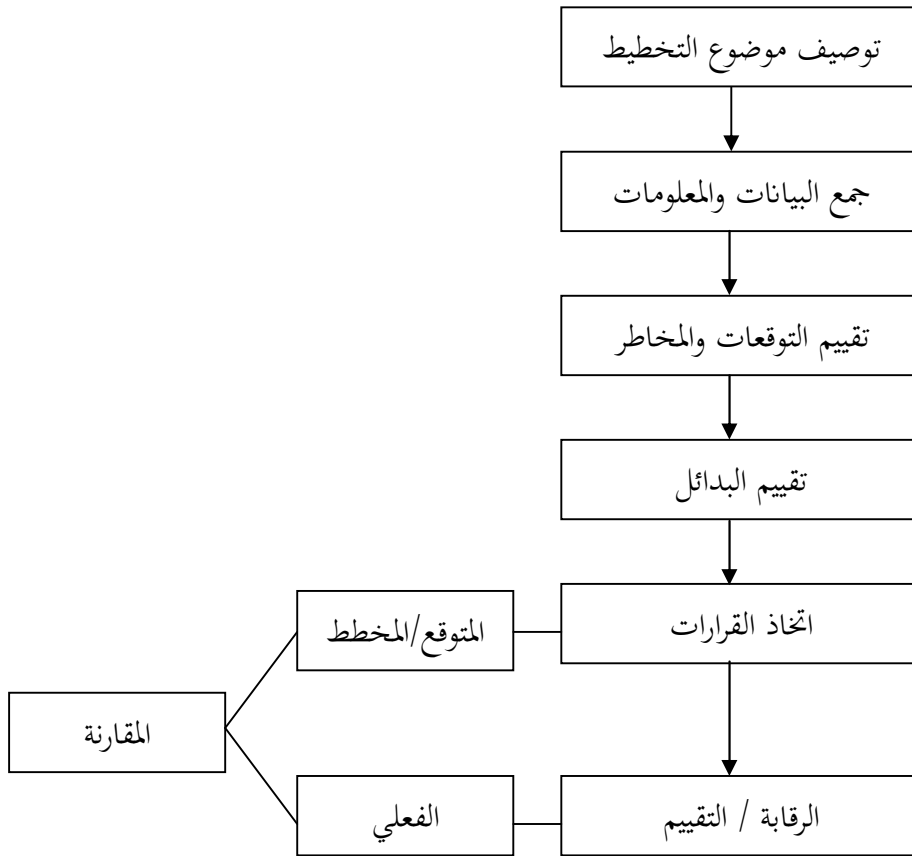 توصيف موضوع التخطيط
جمع البيانات والمعلومات
تقييم التوقعات والمخاطر
تقييم البدائل
اتخاذ القرارات
المتوقع/المخطط
المقارنة
الرقابة / التقييم
الفعلي